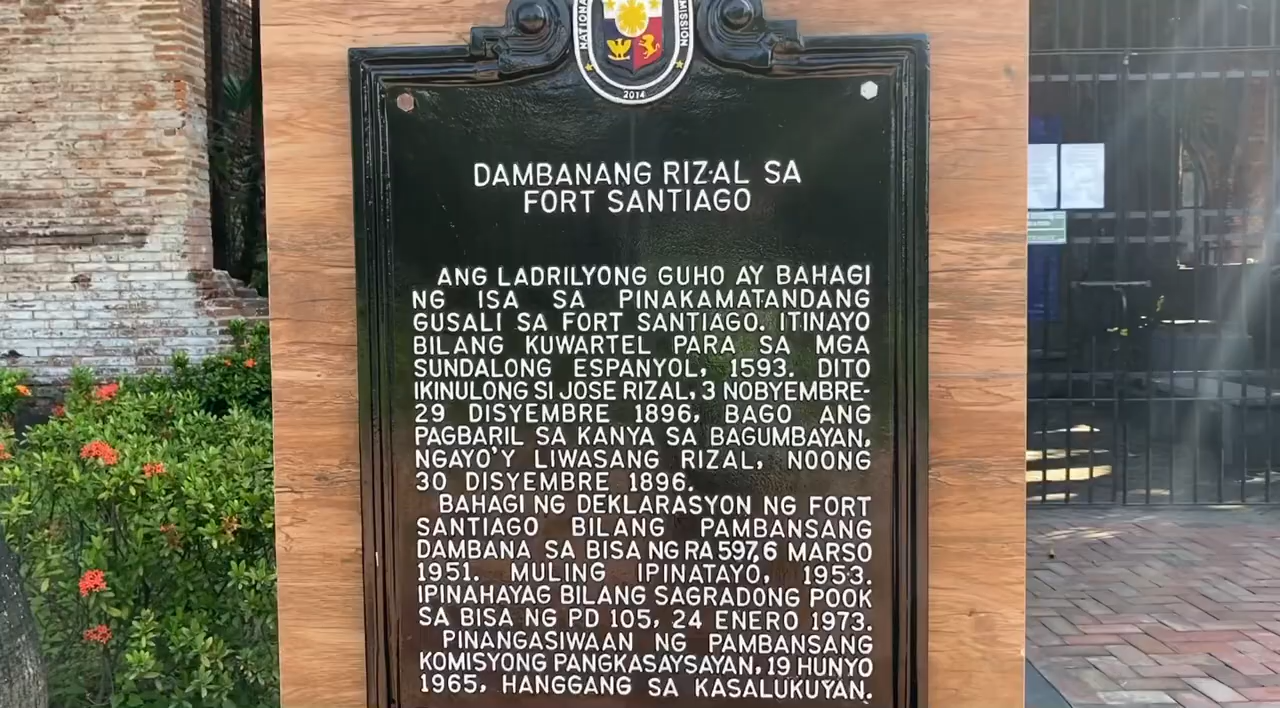 NATIONA
MISSION
2014
DAMBANANG RIZAL SA
FORT SANTIAGO
ANG LADRILYONG GUHO AY BAHAGI
NG ISA SA PINAKAMATANDANG
GUSALI SA FORT SANTIAGO. ITINAYO
BILANG KUWARTEL PARA SA MGA
SUNDALONG ESPANYOL, 1593. DITO
IKINULONG SI JOSE RIZAL, 3 NOBYEMBRE-
29 DISYEMBRE 1896, BAGO ANG
PAGBARIL SA KANYA SA BAGUMBAYAN,
NGAYO'Y LIWASANG RIZAL, NOONG
30 DISYEMBRE 1896.
BAHAGI NG DEKLARASYON NG FORT
SANTIAGO BILANG PAMBANSANG
DAMBANA SA BISA NG RA 597, 6 MARSO
1951. MULING IPINATAYO, 1953.
IPINAHAYAG BILANG SAGRADONG POOK
SA BISA NG PD 105, 24 ENERO 1973.
PINANGASIWAAN NG PAMBANSANG
KOMISYONG PANGKASAYSAYAN, 19 HUNYO
1965, HANGGANG SA KASALUKUYAN.